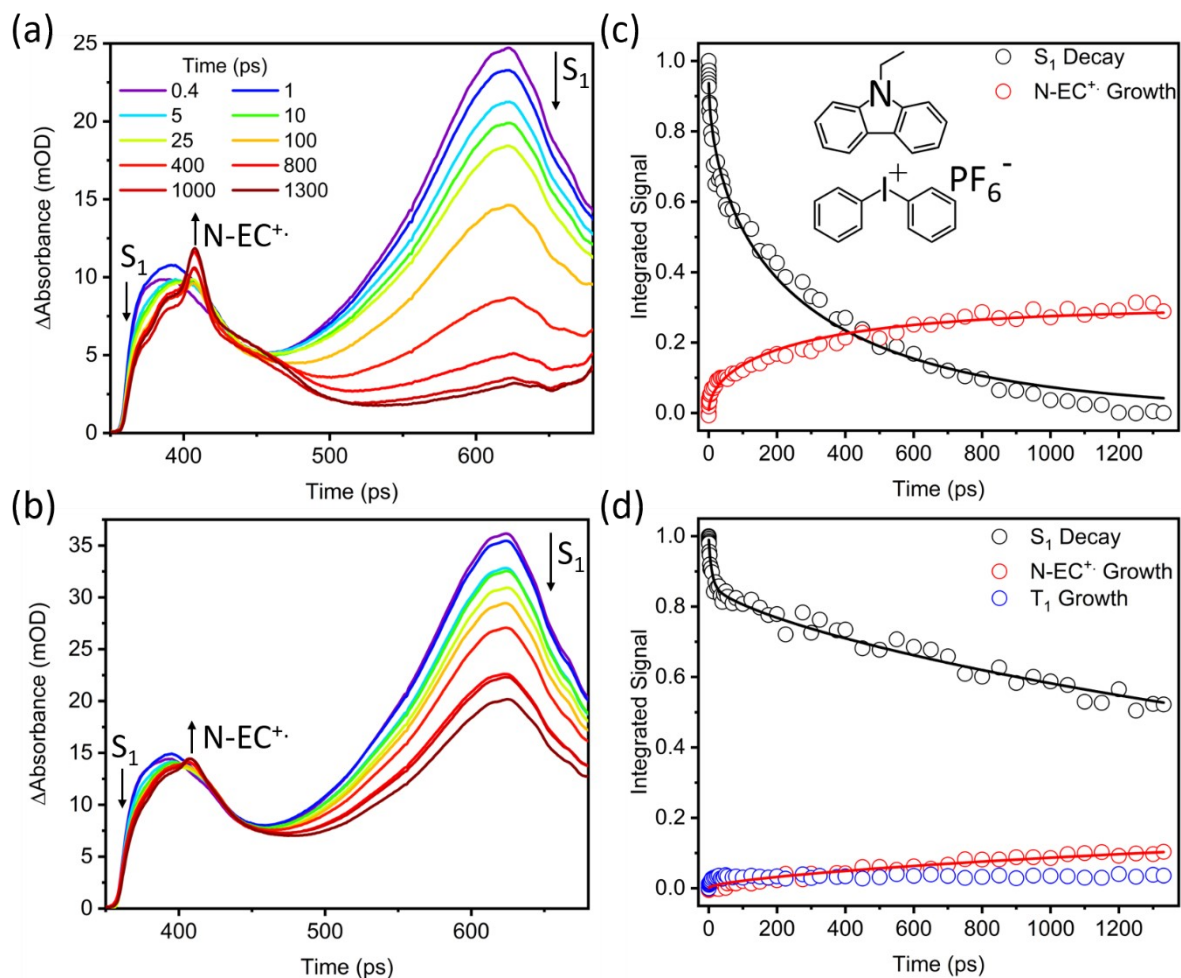 (a)
25
20
15
10
5
0
ΔAbsorbance (mOD)
Time (ps)
0.4 1
5 10
25 100
400 800
1000 1300
S₁
N-EC⁺·
S₁
400 500 600
Time (ps)
(c)
1.0
0.8
0.6
0.4
0.2
0.0
Integrated Signal
S₁ Decay
N-EC⁺· Growth
N
I⁺
PF₆⁻
0 200 400 600 800 1000 1200
Time (ps)
(b)
35
30
25
20
15
10
5
0
ΔAbsorbance (mOD)
S₁
N-EC⁺·
S₁
400 500 600
Time (ps)
(d)
1.0
0.8
0.6
0.4
0.2
0.0
Integrated Signal
S₁ Decay
N-EC⁺· Growth
T₁ Growth
0 200 400 600 800 1000 1200
Time (ps)